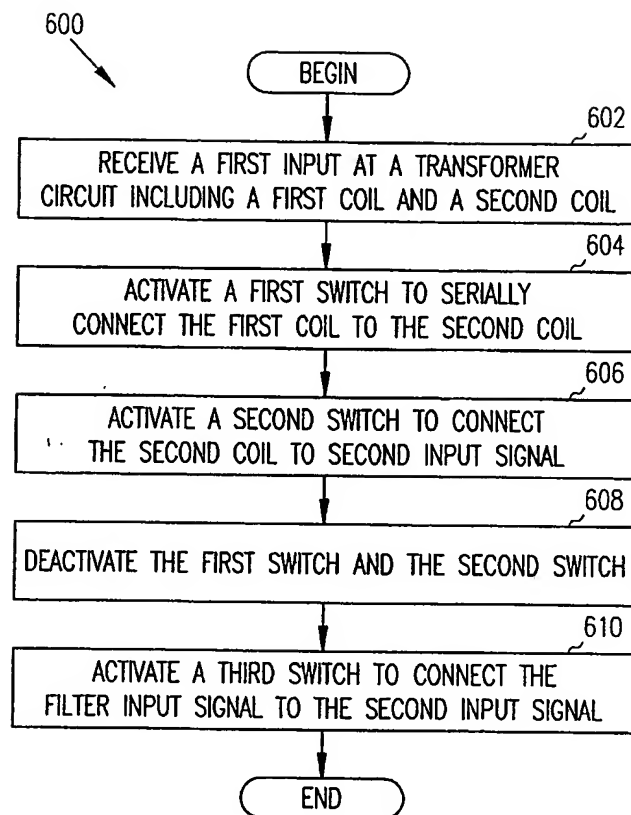 600
BEGIN
602
RECEIVE A FIRST INPUT AT A TRANSFORMER
CIRCUIT INCLUDING A FIRST COIL AND A SECOND COIL
604
ACTIVATE A FIRST SWITCH TO SERIALLY
CONNECT THE FIRST COIL TO THE SECOND COIL
606
ACTIVATE A SECOND SWITCH TO CONNECT
THE SECOND COIL TO SECOND INPUT SIGNAL
608
DEACTIVATE THE FIRST SWITCH AND THE SECOND SWITCH
610
ACTIVATE A THIRD SWITCH TO CONNECT THE
FILTER INPUT SIGNAL TO THE SECOND INPUT SIGNAL
END